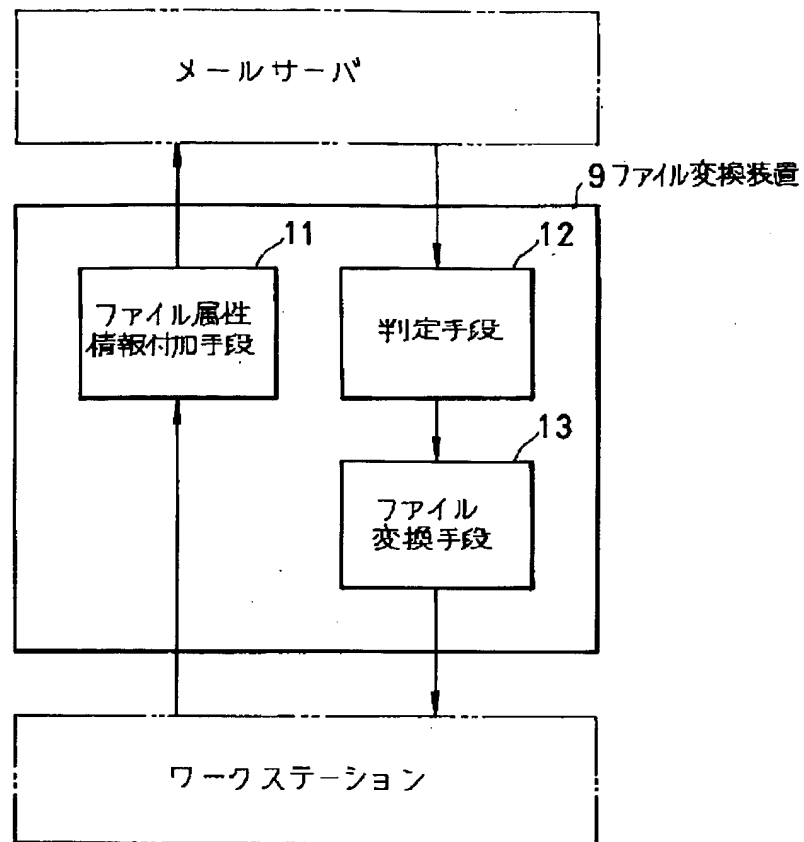 メールサーバ
9ファイル変換装置
11
ファイル属性
情報付加手段
12
判定手段
13
ファイル
変換手段
ワークステーション